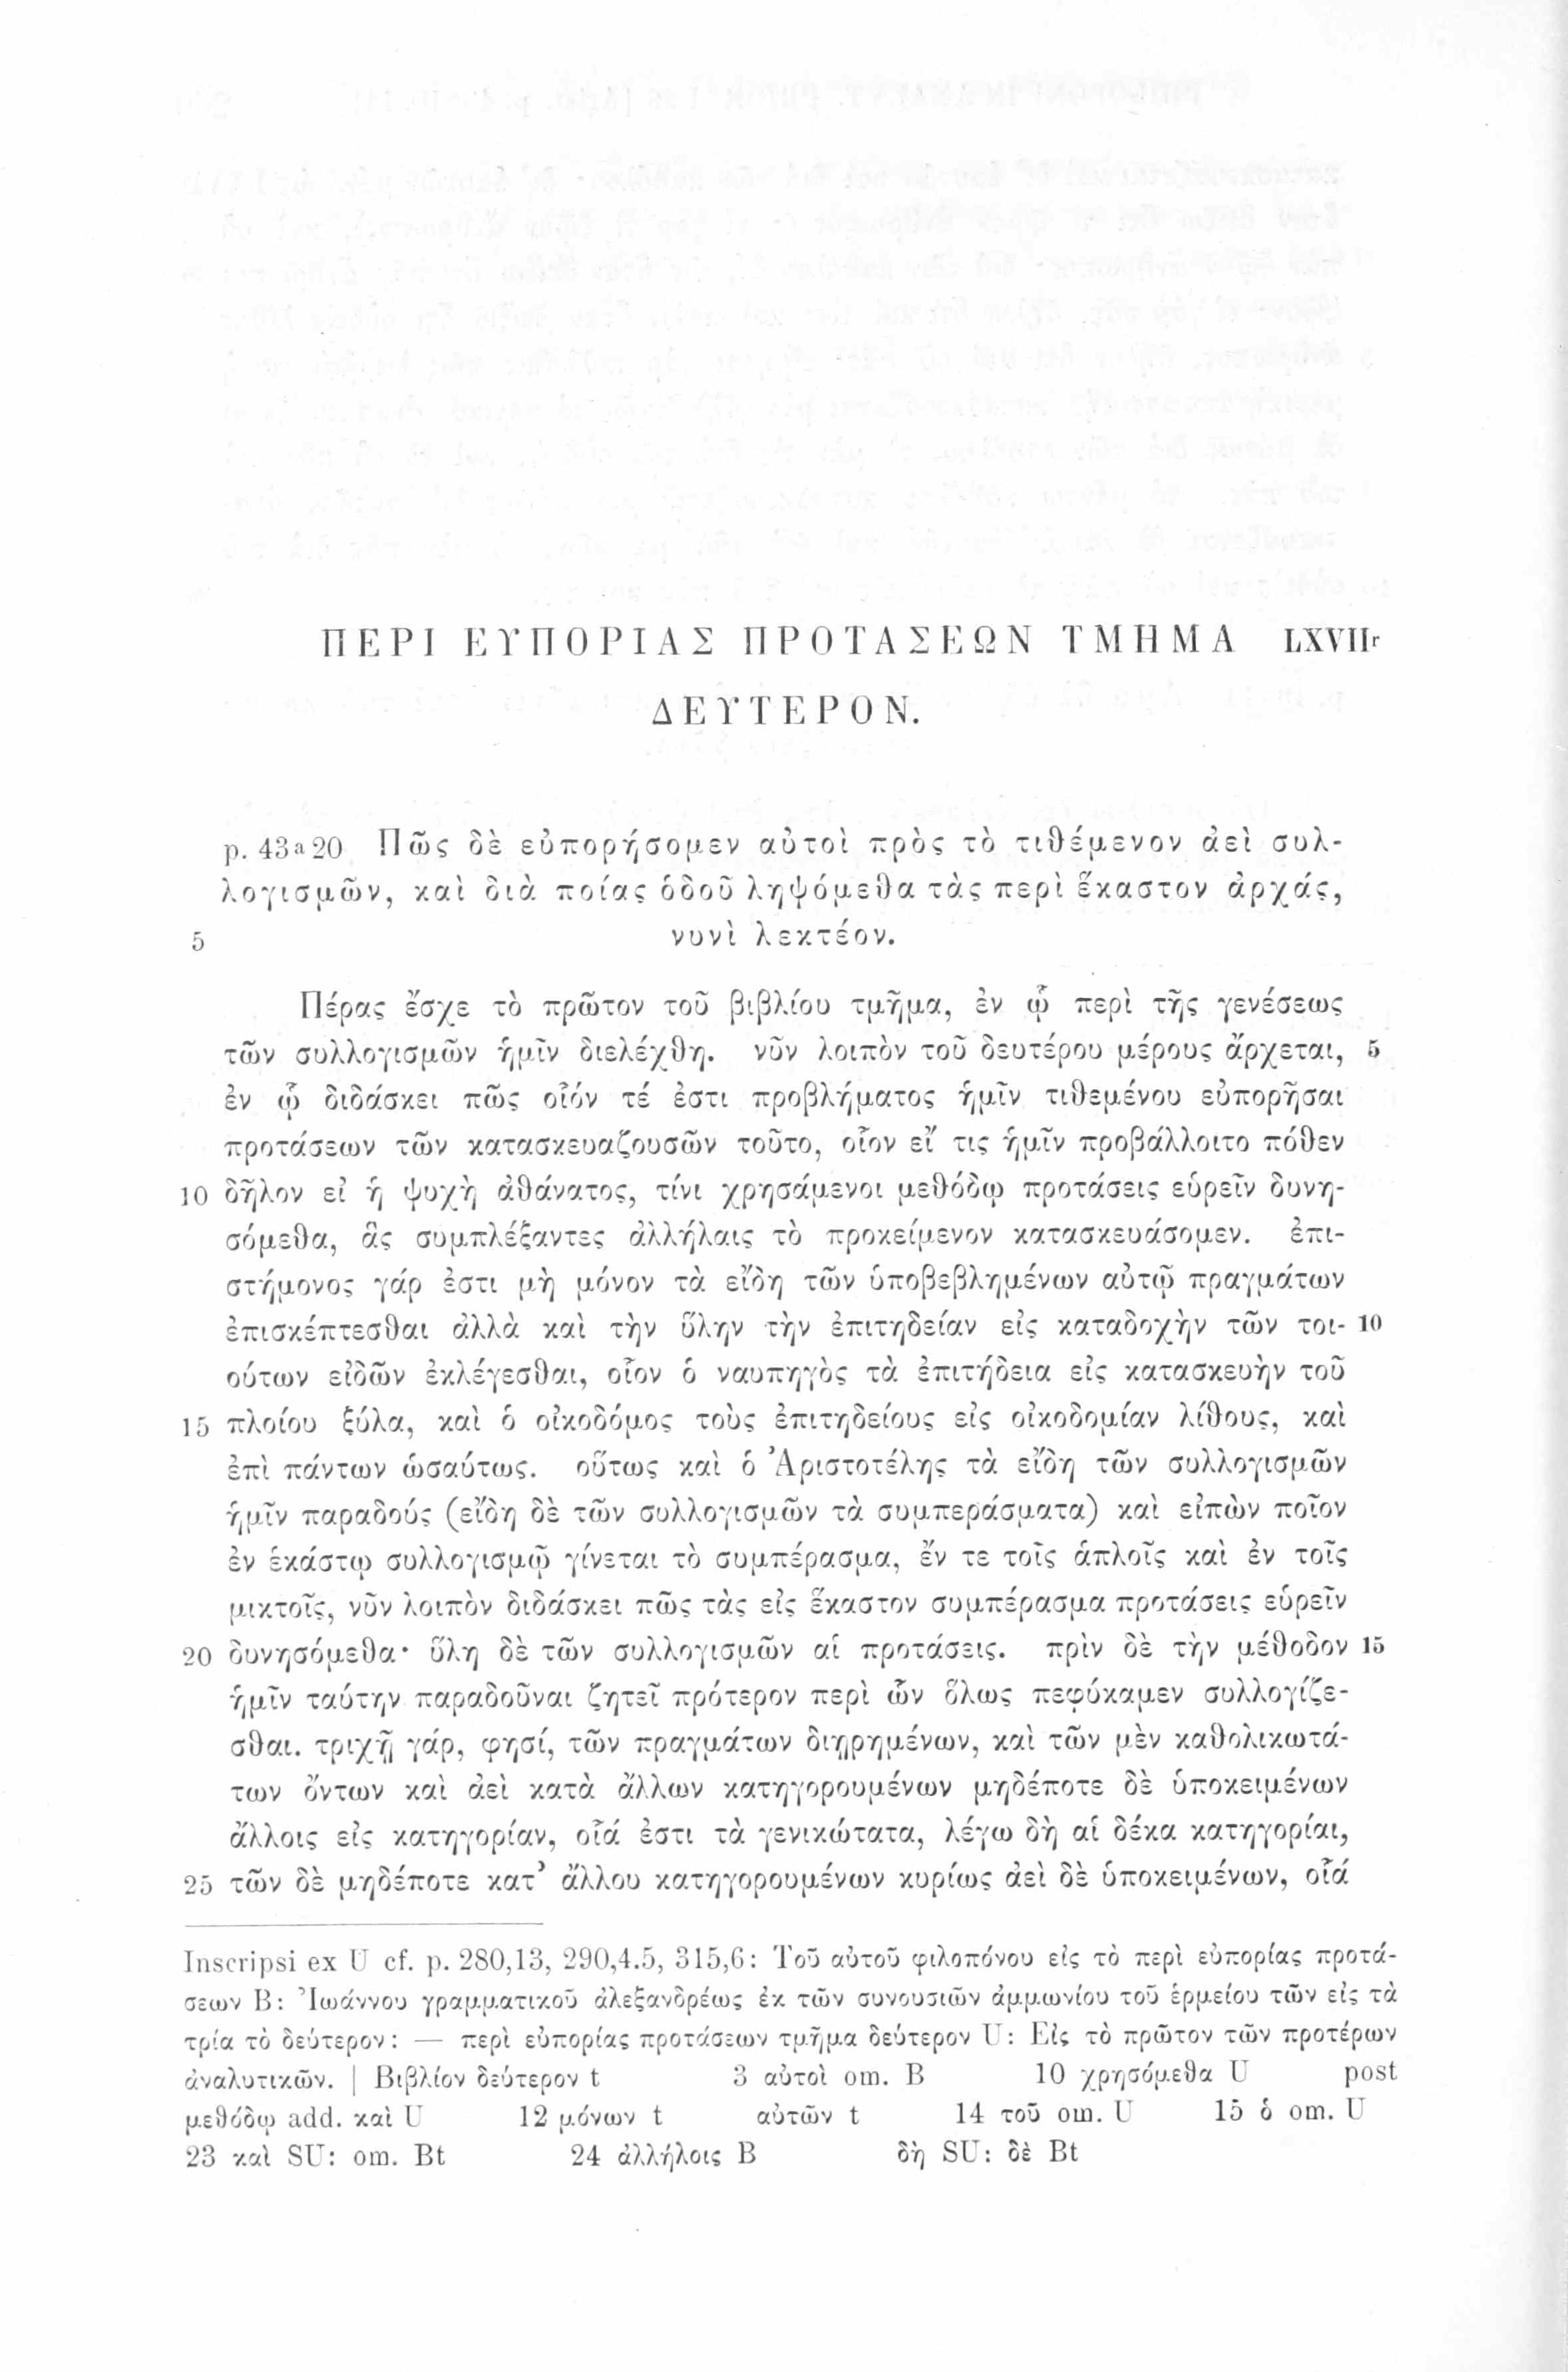 ΠΕΡΙ ΕΥΠΟΡΙΑΣ ΠΡΟΤΑΣΕΩΝ ΤΜΗΜΑ LXVIIr
ΔΕΥΤΕΡΟΝ.
p. 43a20 Πῶς δὲ εὐπορήσομεν αὐτοὶ πρὸς τὸ τιθέμενον ἀεὶ συλ-
λογισμῶν, καὶ διὰ ποίας ὁδοῦ ληψόμεθα τὰς περὶ ἕκαστον ἀρχάς,
5 νυνὶ λεκτέον.
Πέρας ἔσχε τὸ πρῶτον τοῦ βιβλίου τμῆμα, ἐν ᾧ περὶ τῆς γενέσεως
τῶν συλλογισμῶν ἡμῖν διελέχθη. νῦν λοιπὸν τοῦ δευτέρου μέρους ἄρχεται, 5
ἐν ᾧ διδάσκει πῶς οἷόν τέ ἐστι προβλήματος ἡμῖν τιθεμένου εὐπορῆσαι
προτάσεων τῶν κατασκευαζουσῶν τοῦτο, οἷον εἴ τις ἡμῖν προβάλλοιτο πόθεν
10 δῆλον εἰ ἡ ψυχὴ ἀθάνατος, τίνι χρησάμενοι μεθόδῳ προτάσεις εὑρεῖν δυνη-
σόμεθα, ἃς συμπλέξαντες ἀλλήλαις τὸ προκείμενον κατασκευάσομεν. ἐπι-
στήμονος γάρ ἐστι μὴ μόνον τὰ εἴδη τῶν ὑποβεβλημένων αὐτῷ πραγμάτων
ἐπισκέπτεσθαι ἀλλὰ καὶ τὴν ὕλην τὴν ἐπιτηδείαν εἰς καταδοχὴν τῶν τοι- 10
ούτων εἰδῶν ἐκλέγεσθαι, οἷον ὁ ναυπηγὸς τὰ ἐπιτήδεια εἰς κατασκευὴν τοῦ
15 πλοίου ξύλα, καὶ ὁ οἰκοδόμος τοὺς ἐπιτηδείους εἰς οἰκοδομίαν λίθους, καὶ
ἐπὶ πάντων ὡσαύτως. οὕτως καὶ ὁ Ἀριστοτέλης τὰ εἴδη τῶν συλλογισμῶν
ἡμῖν παραδούς (εἴδη δὲ τῶν συλλογισμῶν τὰ συμπεράσματα) καὶ εἰπὼν ποῖον
ἐν ἑκάστῳ συλλογισμῷ γίνεται τὸ συμπέρασμα, ἔν τε τοῖς ἁπλοῖς καὶ ἐν τοῖς
μικτοῖς, νῦν λοιπὸν διδάσκει πῶς τὰς εἰς ἕκαστον συμπέρασμα προτάσεις εὑρεῖν
20 δυνησόμεθα· ὕλη δὲ τῶν συλλογισμῶν αἱ προτάσεις. πρὶν δὲ τὴν μέθοδον 15
ἡμῖν ταύτην παραδοῦναι ζητεῖ πρότερον περὶ ὧν ὅλως πεφύκαμεν συλλογίζε-
σθαι. τριχῇ γάρ, φησί, τῶν πραγμάτων διῃρημένων, καὶ τῶν μὲν καθολικωτά-
των ὄντων καὶ ἀεὶ κατὰ ἄλλων κατηγορουμένων μηδέποτε δὲ ὑποκειμένων
ἄλλοις εἰς κατηγορίαν, οἷά ἐστι τὰ γενικώτατα, λέγω δὴ αἱ δέκα κατηγορίαι,
25 τῶν δὲ μηδέποτε κατ᾽ ἄλλου κατηγορουμένων κυρίως ἀεὶ δὲ ὑποκειμένων, οἷά
Inscripsi ex U cf. p. 280,13, 290,4.5, 315,6: Τοῦ αὐτοῦ φιλοπόνου εἰς τὸ περὶ εὐπορίας προτά-
σεων B: Ἰωάννου γραμματικοῦ ἀλεξανδρέως ἐκ τῶν συνουσιῶν ἀμμωνίου τοῦ ἑρμείου τῶν εἰς τὰ
τρία τὸ δεύτερον: — περὶ εὐπορίας προτάσεων τμῆμα δεύτερον U: Εἰς τὸ πρῶτον τῶν προτέρων
ἀναλυτικῶν. | Βιβλίον δεύτερον t 3 αὐτοὶ om. B 10 χρησόμεθα U post
μεθόδῳ add. καὶ U 12 μόνων t αὐτῶν t 14 τοῦ om. U 15 ὁ om. U
23 καὶ SU: om. Bt 24 ἀλλήλοις B δὴ SU: δὲ Bt